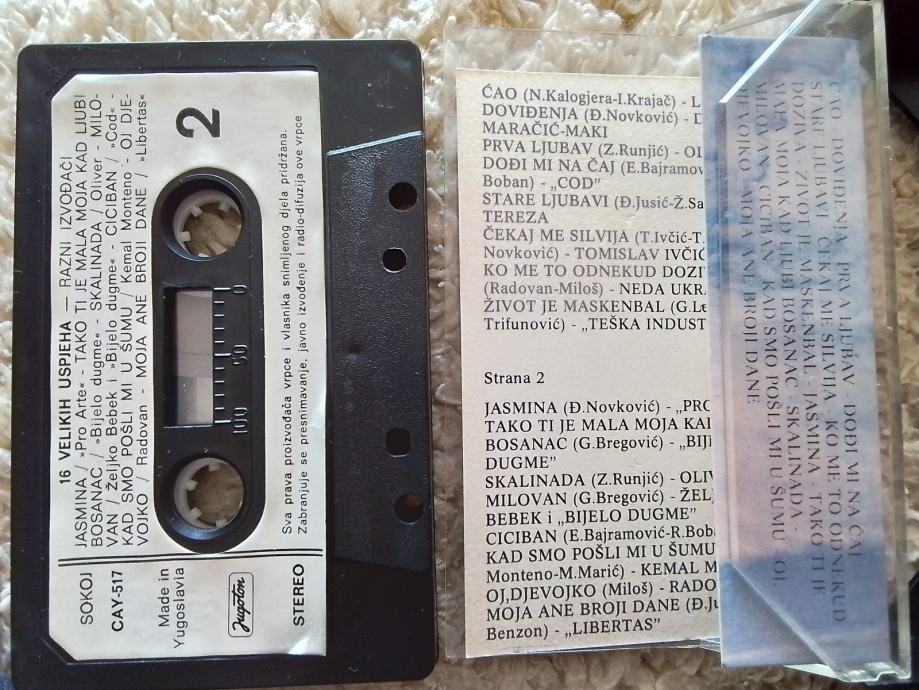 16 VELIKIH USPJEHA — RAZNI IZVOĐAČI
JASMINA / »Pro Arte« - TAKO TI JE MALA MOJA KAD LJUBI
BOSANAC / »Bijelo dugme« - SKALINADA / Oliver - MILO-
VAN / Željko Bebek i »Bijelo dugme« - CICIBAN / »Cod« -
KAD SMO POŠLI MI U ŠUMU / Kemal Monteno - OJ DJE-
VOJKO / Radovan - MOJA ANE BROJI DANE / »Libertas«
2
0
50
100
Sva prava proizvođača vrpce i vlasnika snimljenog djela pridržana.
Zabranjuje se presnimavanje, javno izvođenje i radio-difuzija ove vrpce
SOKOJ
CAY-517
Made in
Yugoslavia
Jugoton
STEREO
ĆAO (N.Kalogjera-I.Krajač) - L
DOVIĐENJA (Đ.Novković) - D
MARAČIĆ-MAKI
PRVA LJUBAV (Z.Runjić) - OL
DOĐI MI NA ČAJ (E.Bajramov
Boban) - „COD”
STARE LJUBAVI (Đ.Jusić-Ž.Sa
TEREZA
ČEKAJ ME SILVIJA (T.Ivčić-T.
Novković) - TOMISLAV IVČIĆ
KO ME TO ODNEKUD DOZI
(Radovan-Miloš) - NEDA UKR
ŽIVOT JE MASKENBAL (G.Le
Trifunović) - „TEŠKA INDUST
Strana 2
JASMINA (Đ.Novković) - „PRO
TAKO TI JE MALA MOJA KAD
BOSANAC (G.Bregović) - „BIJE
DUGME”
SKALINADA (Z.Runjić) - OLIV
MILOVAN (G.Bregović) - ŽELJ
BEBEK i „BIJELO DUGME”
CICIBAN (E.Bajramović-R.Boba
KAD SMO POŠLI MI U ŠUMU
Monteno-M.Marić) - KEMAL M
OJ,DJEVOJKO (Miloš) - RADO
MOJA ANE BROJI DANE (Đ.Ju
Benzon) - „LIBERTAS”
ĆAO - DOVIĐENJA - PRVA LJUBAV - DOĐI MI NA ČAJ
STARE LJUBAVI - ČEKAJ ME SILVIJA - KO ME TO ODNEKUD
DOZIVA - ŽIVOT JE MASKENBAL - JASMINA - TAKO TI JE
MALA MOJA KAD LJUBI BOSANAC - SKALINADA -
MILOVAN - CICIBAN - KAD SMO POŠLI MI U ŠUMU - OJ
DJEVOJKO - MOJA ANE BROJI DANE